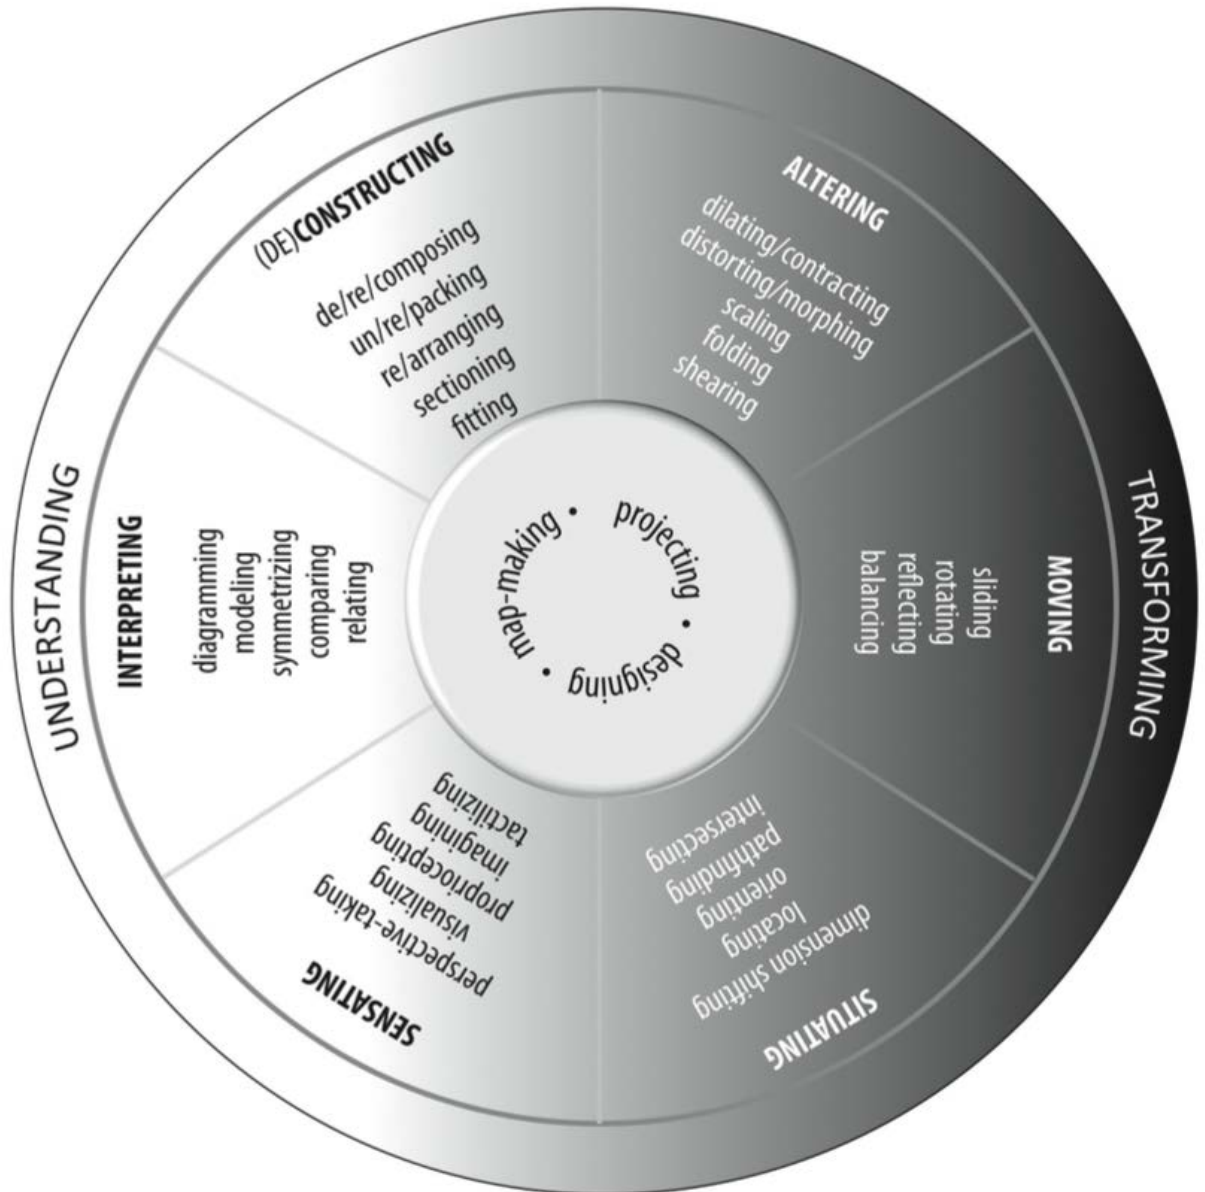 UNDERSTANDING
TRANSFORMING
(DE)CONSTRUCTING
de/re/composing
un/re/packing
re/arranging
sectioning
fitting
ALTERING
dilating/contracting
distorting/morphing
scaling
folding
shearing
MOVING
sliding
rotating
reflecting
balancing
SITUATING
dimension shifting
locating
orienting
pathfinding
intersecting
SENSATING
perspective-taking
visualizing
propriocepting
imagining
tactilizing
INTERPRETING
diagramming
modeling
symmetrizing
comparing
relating
projecting • designing • map-making •